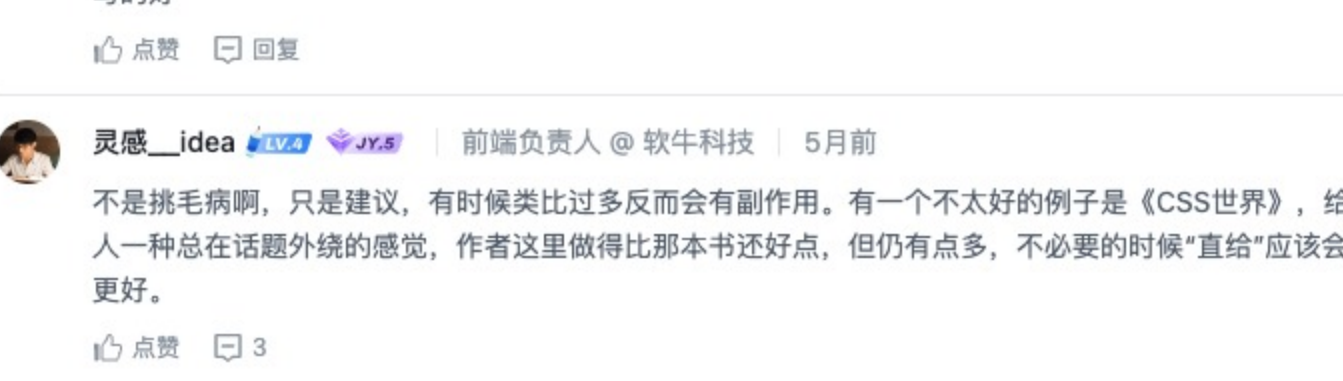 点赞 回复
灵感__idea LV.4 JY.5 前端负责人 @ 软牛科技 5月前
不是挑毛病啊，只是建议，有时候类比过多反而会有副作用。有一个不太好的例子是《CSS世界》，给
人一种总在话题外绕的感觉，作者这里做得比那本书还好点，但仍有点多，不必要的时候“直给”应该会
更好。
点赞 3